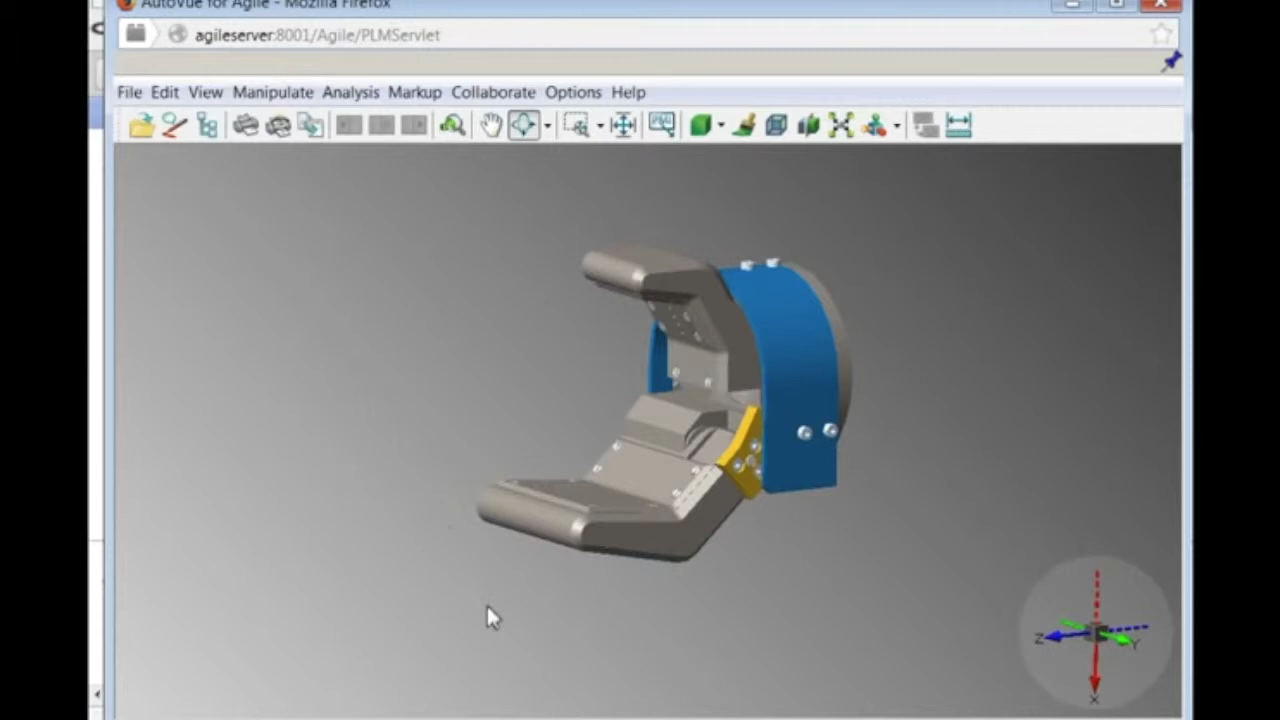 AutoVue for Agile - Mozilla Firefox
agileserver:8001/Agile/PLMServlet
File Edit View Manipulate Analysis Markup Collaborate Options Help
Z
Y
X